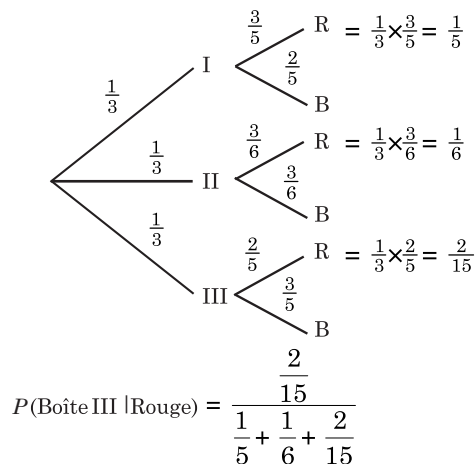 3/5 R = 1/3 × 3/5 = 1/5
I
2/5
1/3
B
3/6 R = 1/3 × 3/6 = 1/6
1/3
II
3/6
B
1/3
2/5 R = 1/3 × 2/5 = 2/15
III
3/5
B
P(Boîte III | Rouge) = (2/15) / (1/5 + 1/6 + 2/15)